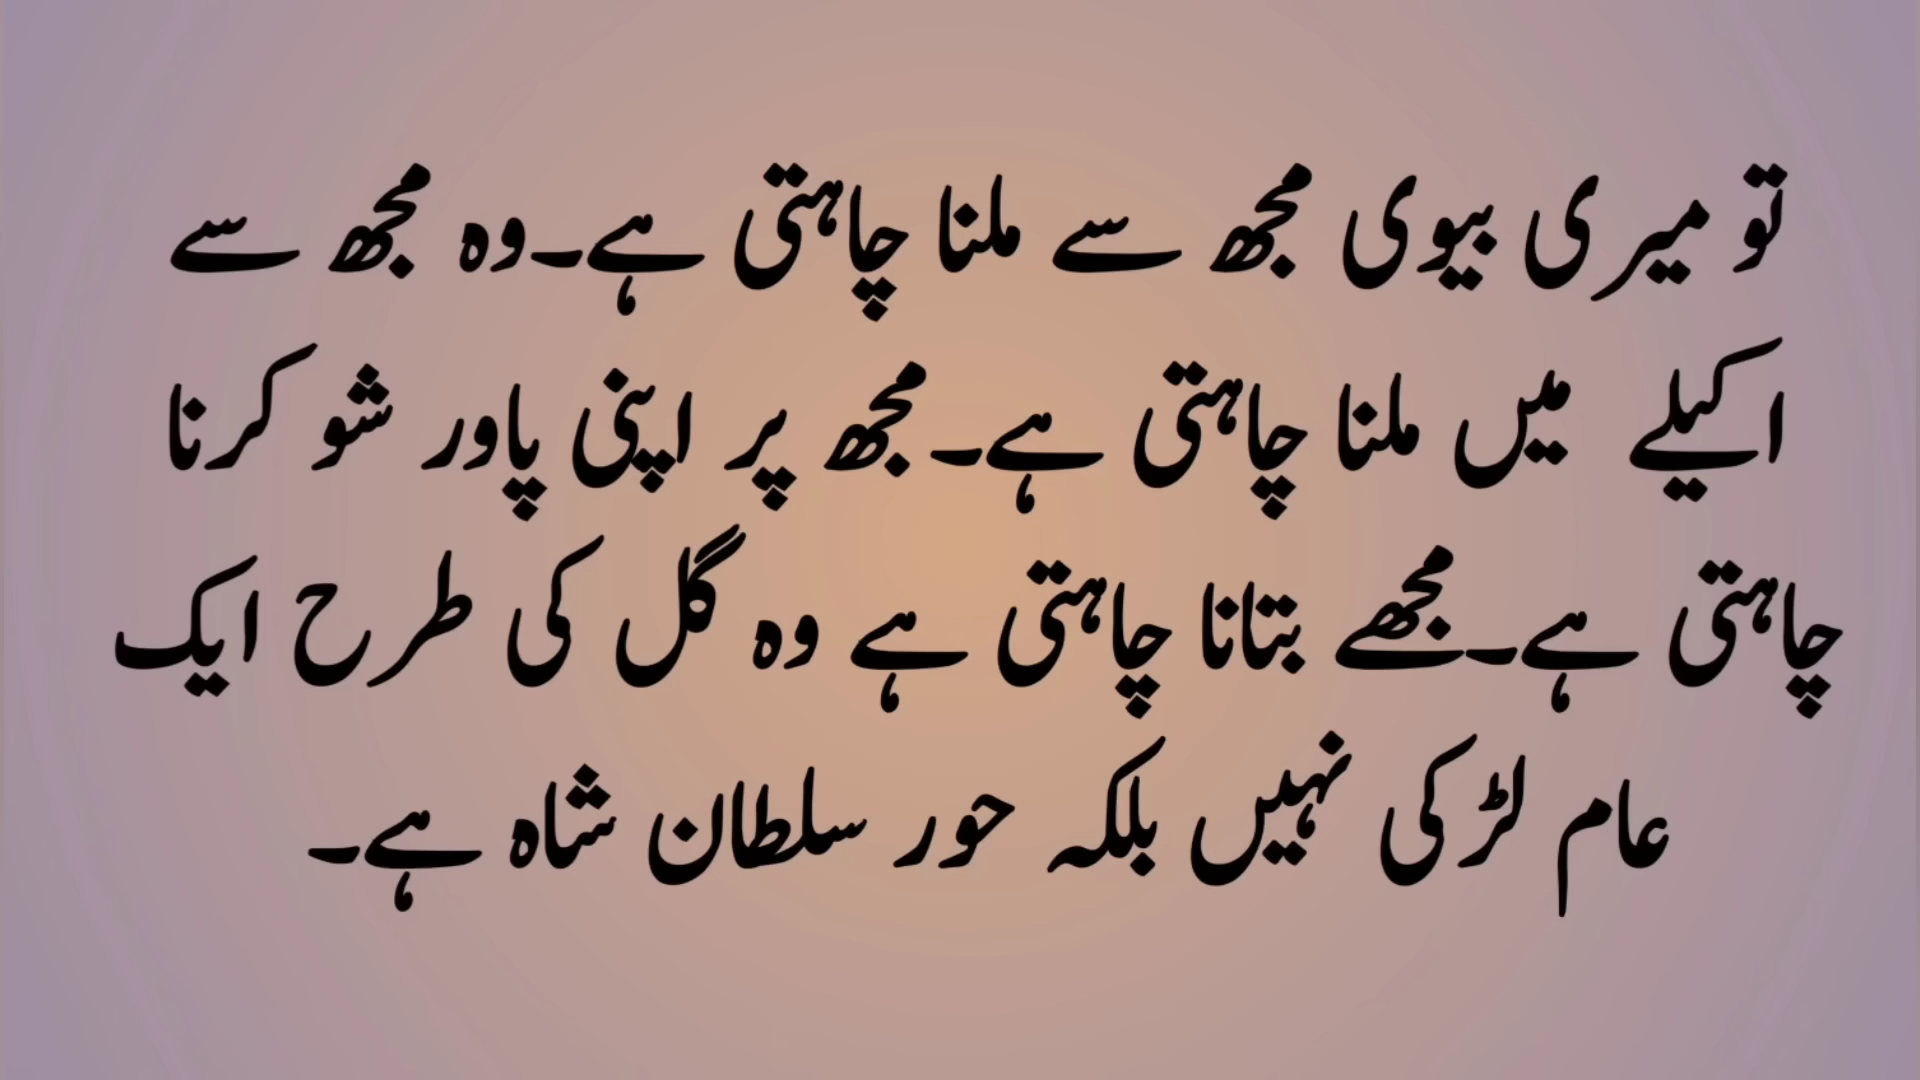 تو میری بیوی مجھ سے ملنا چاہتی ہے۔وہ مجھ سے
اکیلے میں ملنا چاہتی ہے۔مجھ پر اپنی پاور شو کرنا
چاہتی ہے۔مجھے بتانا چاہتی ہے وہ گل کی طرح ایک
عام لڑکی نہیں بلکہ حور سلطان شاہ ہے۔